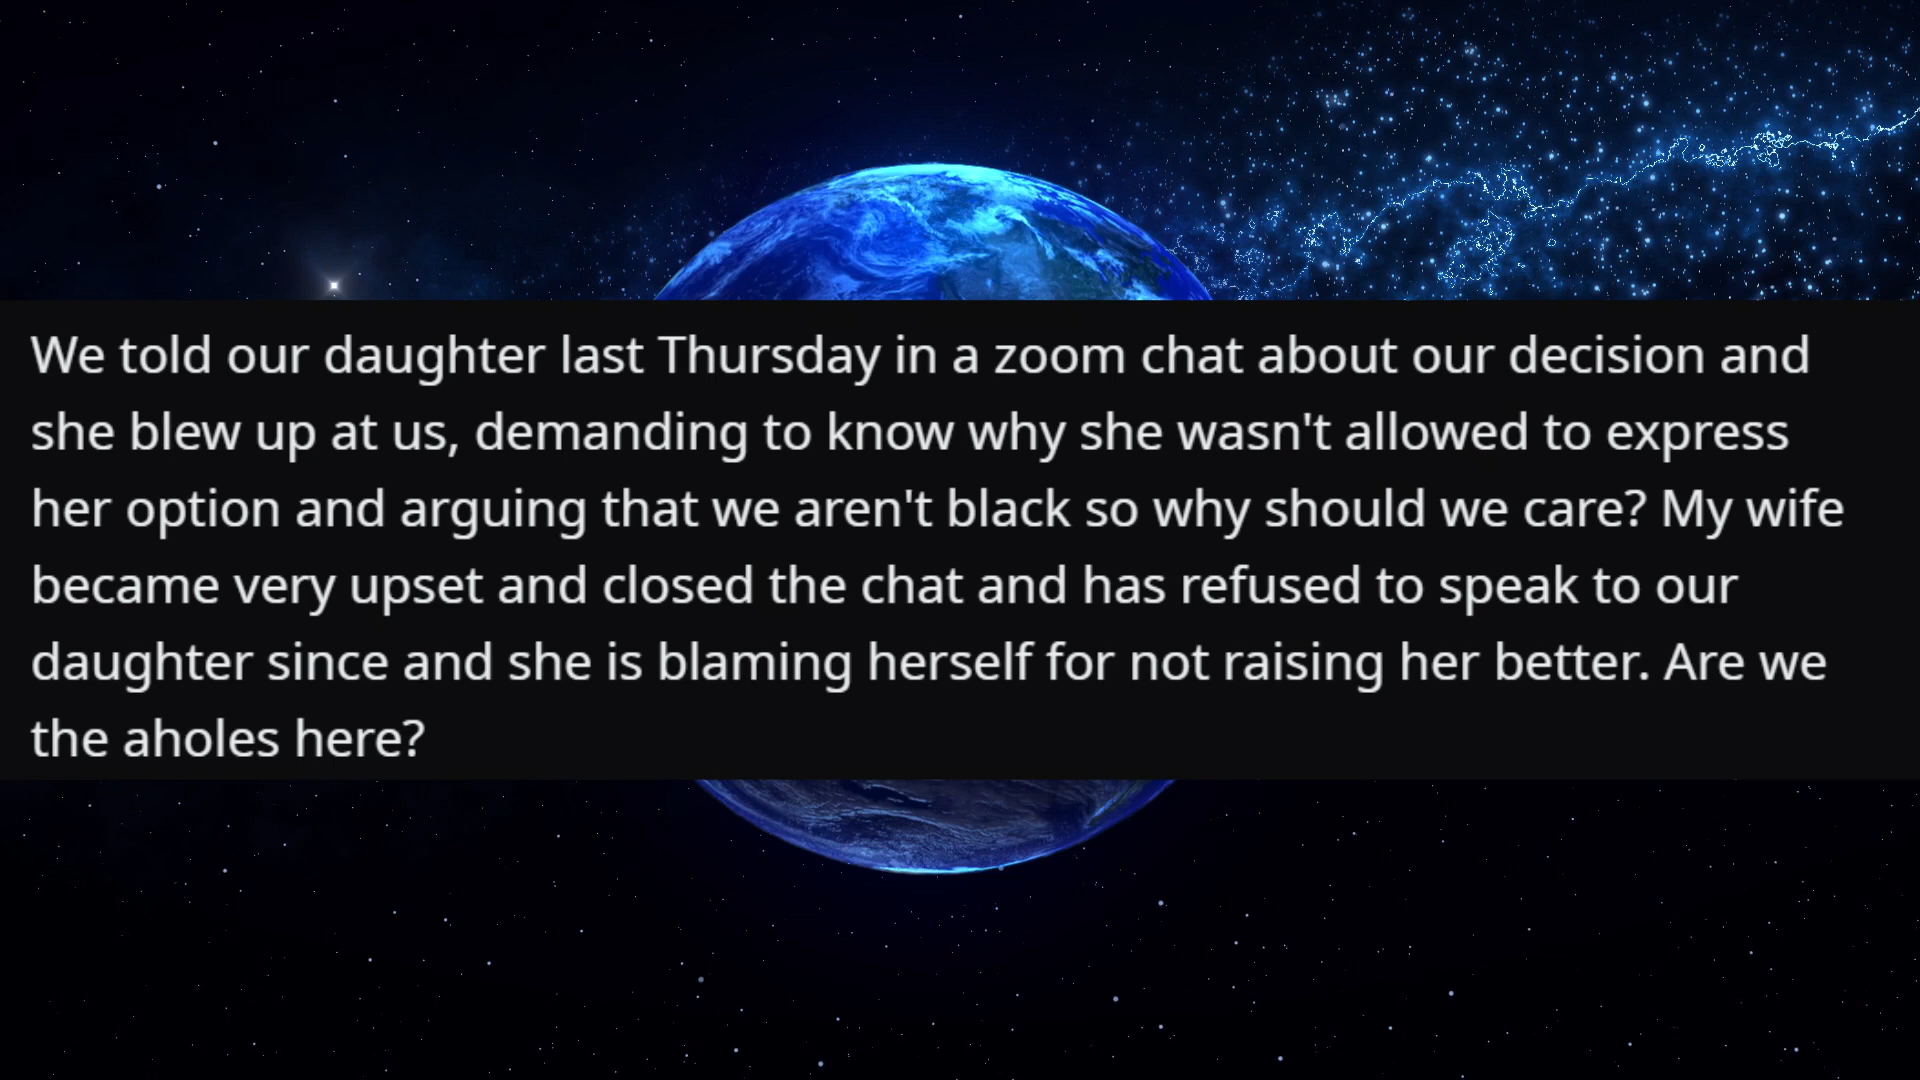 We told our daughter last Thursday in a zoom chat about our decision and
she blew up at us, demanding to know why she wasn't allowed to express
her option and arguing that we aren't black so why should we care? My wife
became very upset and closed the chat and has refused to speak to our
daughter since and she is blaming herself for not raising her better. Are we
the aholes here?